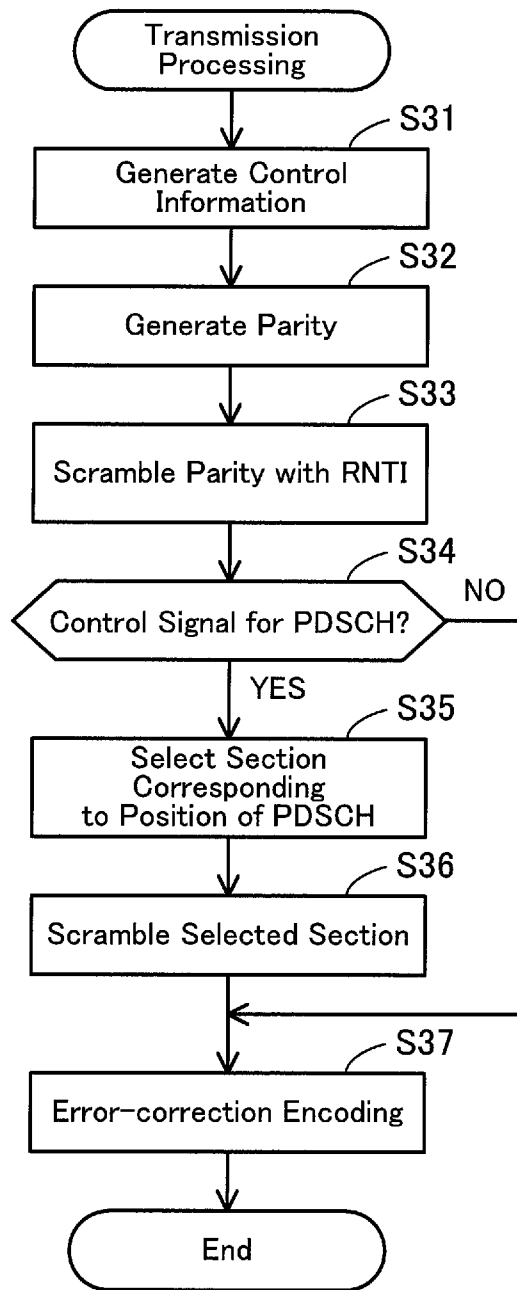 Transmission
Processing
S31
Generate Control
Information
S32
Generate Parity
S33
Scramble Parity with RNTI
S34
Control Signal for PDSCH?
NO
YES
S35
Select Section
Corresponding
to Position of PDSCH
S36
Scramble Selected Section
S37
Error-correction Encoding
End